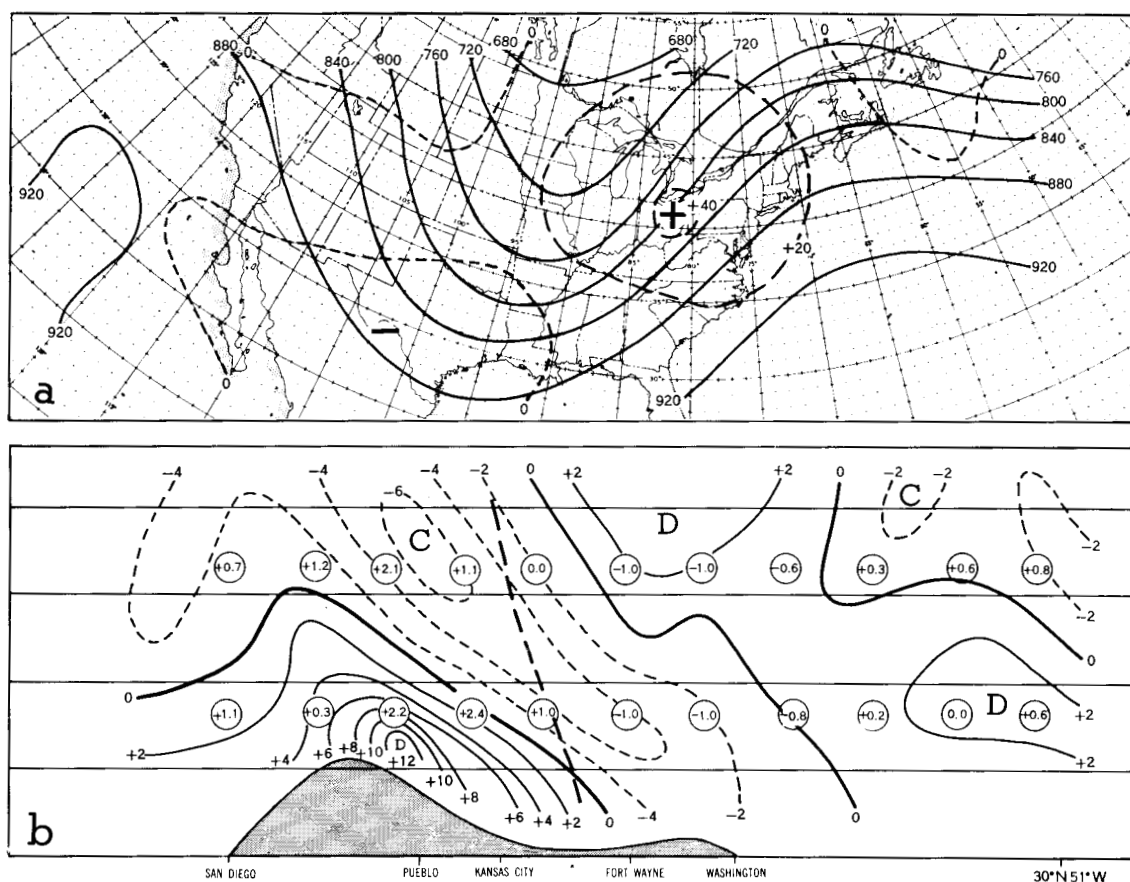 880 0 840 800 760 720 680 0 680 720 0 0
760
800
840
880
920
920
+40
+20
0
920
0
920
a
-4 -4 -4 -2 0 +2 +2 0 -2 -2 -2
-6
C D C
-2
+0.7 +1.2 +2.1 +1.1 0.0 -1.0 -1.0 -0.6 +0.3 +0.6 +0.8
-2
0
0
+1.1 +0.3 +2.2 +2.4 +1.0 -1.0 -1.0 -0.8 +0.2 0.0 D +0.6 +2
+2 +4 +6 +8 +10 D
+12
+10
+8
+6 +4 +2 0 -4 -2 0
+2
b
SAN DIEGO PUEBLO KANSAS CITY FORT WAYNE WASHINGTON 30°N 51°W